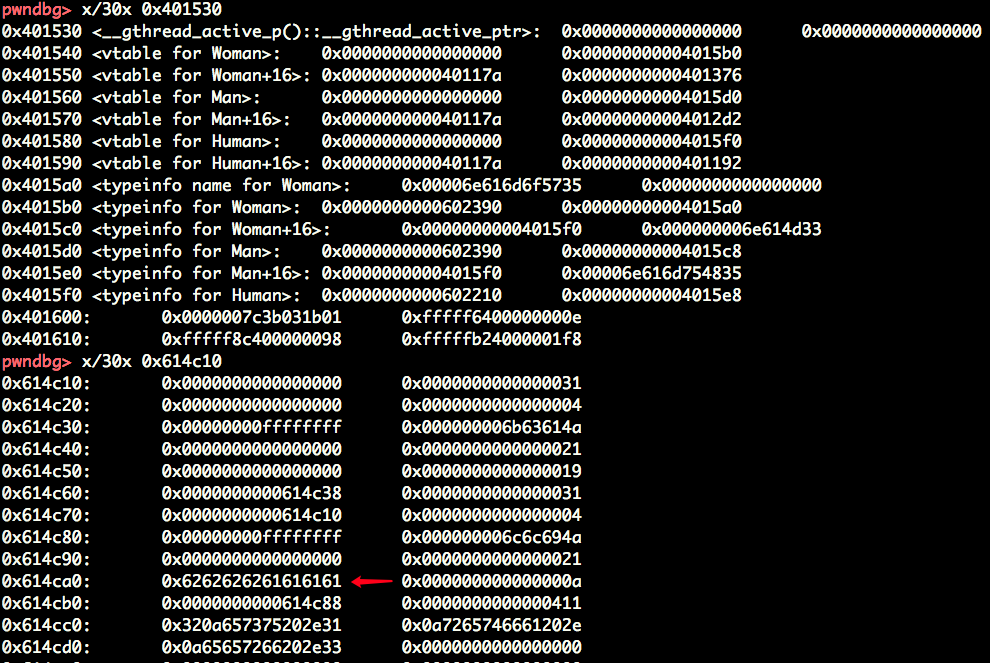 pwndbg> x/30x 0x401530
0x401530 <__gthread_active_p()::__gthread_active_ptr>: 0x0000000000000000 0x0000000000000000
0x401540 <vtable for Woman>: 0x0000000000000000 0x00000000004015b0
0x401550 <vtable for Woman+16>: 0x000000000040117a 0x0000000000401376
0x401560 <vtable for Man>: 0x0000000000000000 0x00000000004015d0
0x401570 <vtable for Man+16>: 0x000000000040117a 0x00000000004012d2
0x401580 <vtable for Human>: 0x0000000000000000 0x00000000004015f0
0x401590 <vtable for Human+16>: 0x000000000040117a 0x0000000000401192
0x4015a0 <typeinfo name for Woman>: 0x00006e616d6f5735 0x0000000000000000
0x4015b0 <typeinfo for Woman>: 0x0000000000602390 0x00000000004015a0
0x4015c0 <typeinfo for Woman+16>: 0x00000000004015f0 0x000000006e614d33
0x4015d0 <typeinfo for Man>: 0x0000000000602390 0x00000000004015c8
0x4015e0 <typeinfo for Man+16>: 0x00000000004015f0 0x00006e616d754835
0x4015f0 <typeinfo for Human>: 0x0000000000602210 0x00000000004015e8
0x401600: 0x0000007c3b031b01 0xfffff6400000000e
0x401610: 0xfffff8c400000098 0xfffffb24000001f8
pwndbg> x/30x 0x614c10
0x614c10: 0x0000000000000000 0x0000000000000031
0x614c20: 0x0000000000000000 0x0000000000000004
0x614c30: 0x00000000ffffffff 0x000000006b63614a
0x614c40: 0x0000000000000000 0x0000000000000021
0x614c50: 0x0000000000000000 0x0000000000000019
0x614c60: 0x0000000000614c38 0x0000000000000031
0x614c70: 0x0000000000614c10 0x0000000000000004
0x614c80: 0x00000000ffffffff 0x000000006c6c694a
0x614c90: 0x0000000000000000 0x0000000000000021
0x614ca0: 0x6262626261616161 0x000000000000000a
0x614cb0: 0x0000000000614c88 0x0000000000000411
0x614cc0: 0x320a657375202e31 0x0a7265746661202e
0x614cd0: 0x0a65657266202e33 0x0000000000000000